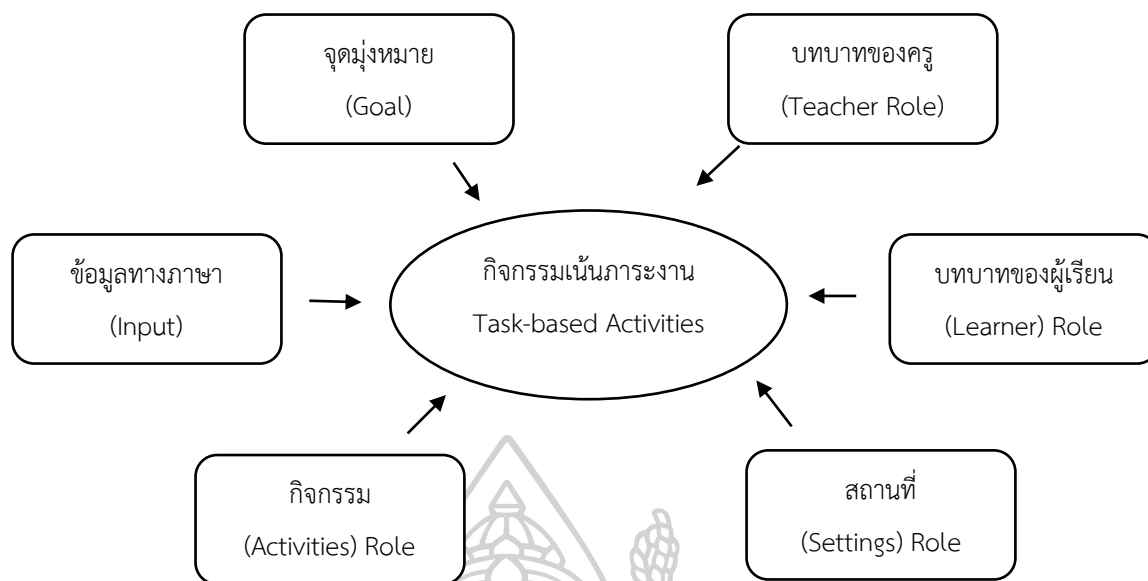 จุดมุ่งหมาย
(Goal)
บทบาทของครู
(Teacher Role)
ข้อมูลทางภาษา
(Input)
กิจกรรมเน้นภาระงาน
Task-based Activities
บทบาทของผู้เรียน
(Learner) Role
กิจกรรม
(Activities) Role
สถานที่
(Settings) Role